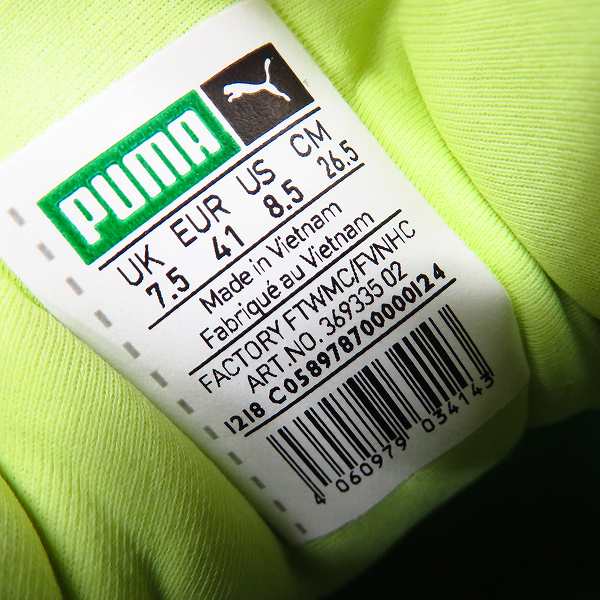 PUMA
UK EUR US CM
7.5 41 8.5 26.5
Made in Vietnam
Fabriqué au Vietnam
FACTORY FTWMC/FVNHC
ART.NO. 369335 02
1218 C058978700000124
4 060979 034143